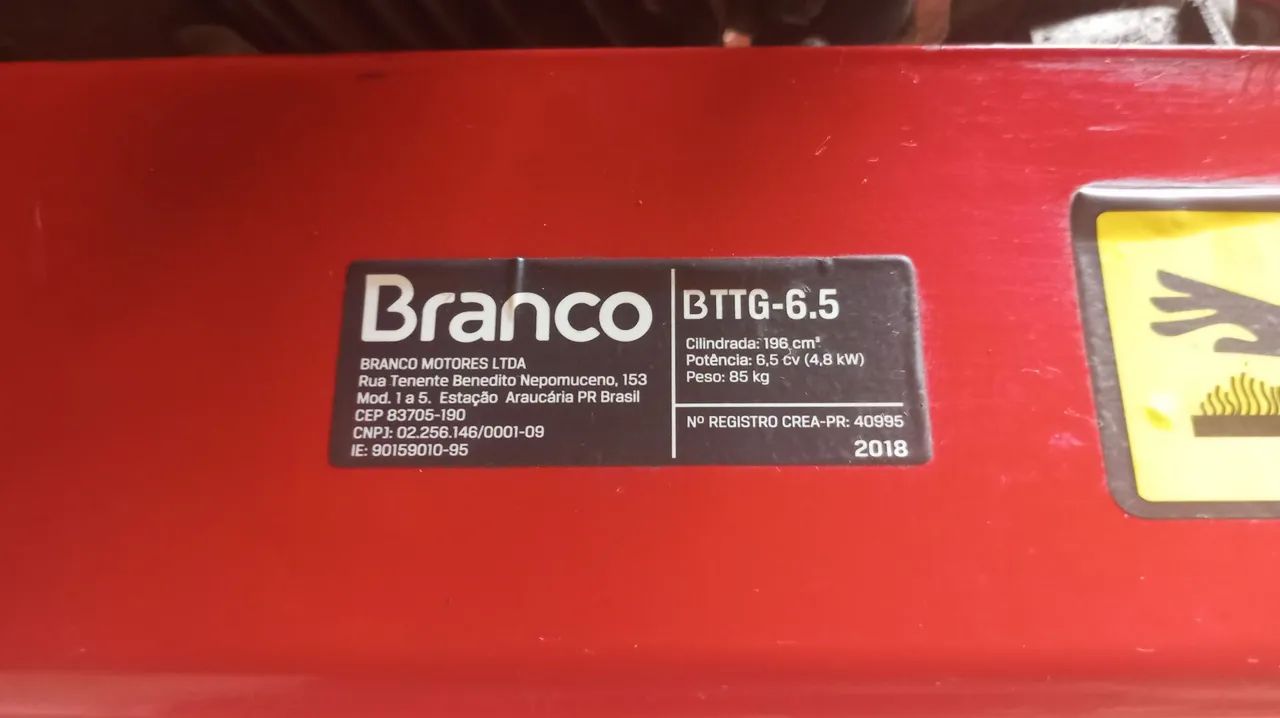 Branco
BRANCO MOTORES LTDA
Rua Tenente Benedito Nepomuceno, 153
Mod. 1 a 5. Estação Araucária PR Brasil
CEP 83705-190
CNPJ: 02.256.146/0001-09
IE: 90159010-95
BTTG-6.5
Cilindrada: 196 cm³
Potência: 6,5 cv (4,8 kW)
Peso: 85 kg
Nº REGISTRO CREA-PR: 40995
2018